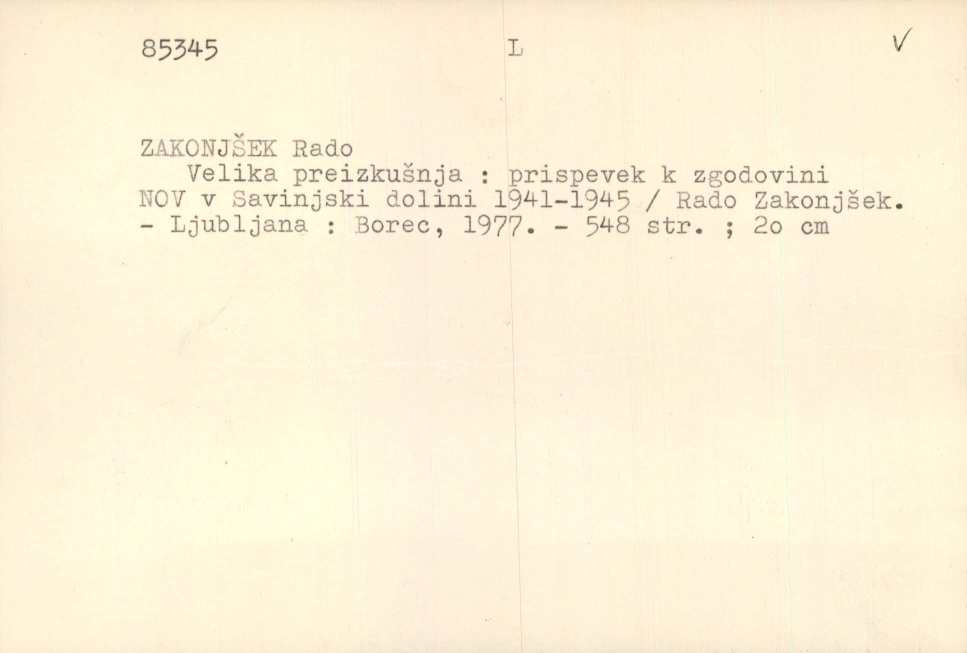 85345 L √
ZAKONJŠEK Rado
Velika preizkušnja : prispevek k zgodovini
NOV v Savinjski dolini 1941-1945 / Rado Zakonjšek.
- Ljubljana : Borec, 1977. - 548 str. ; 2o cm